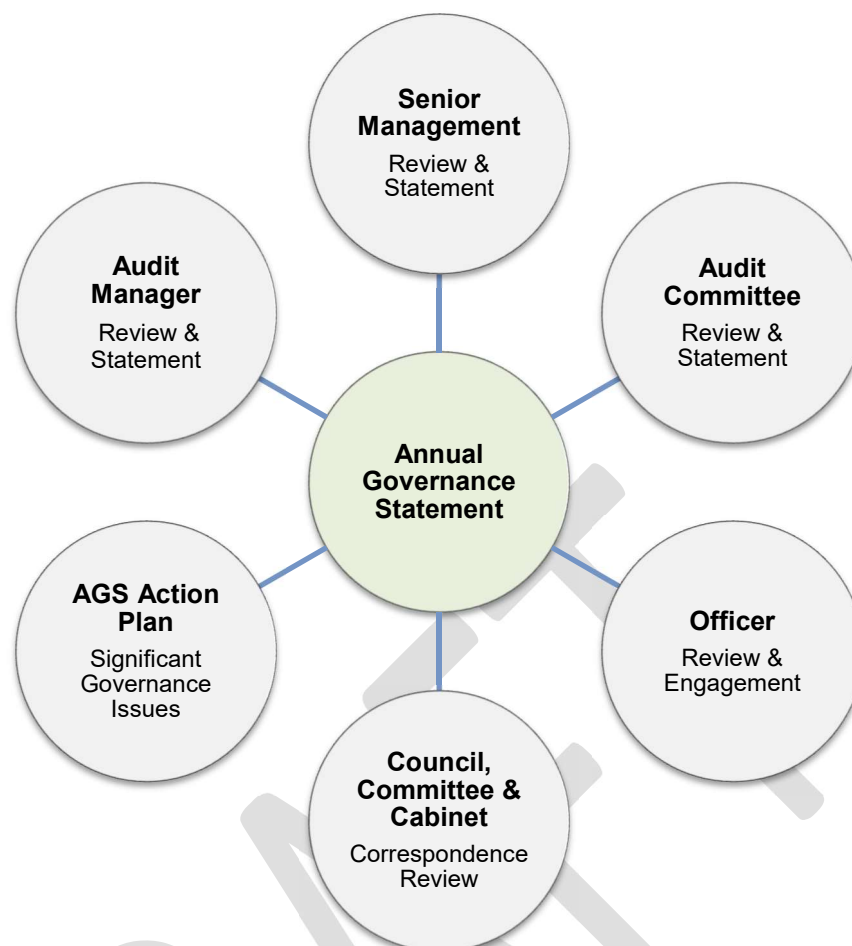 Senior
Management
Review &
Statement
Audit
Manager
Review &
Statement
Audit
Committee
Review &
Statement
Annual
Governance
Statement
AGS Action
Plan
Significant
Governance
Issues
Officer
Review &
Engagement
Council,
Committee &
Cabinet
Correspondence
Review